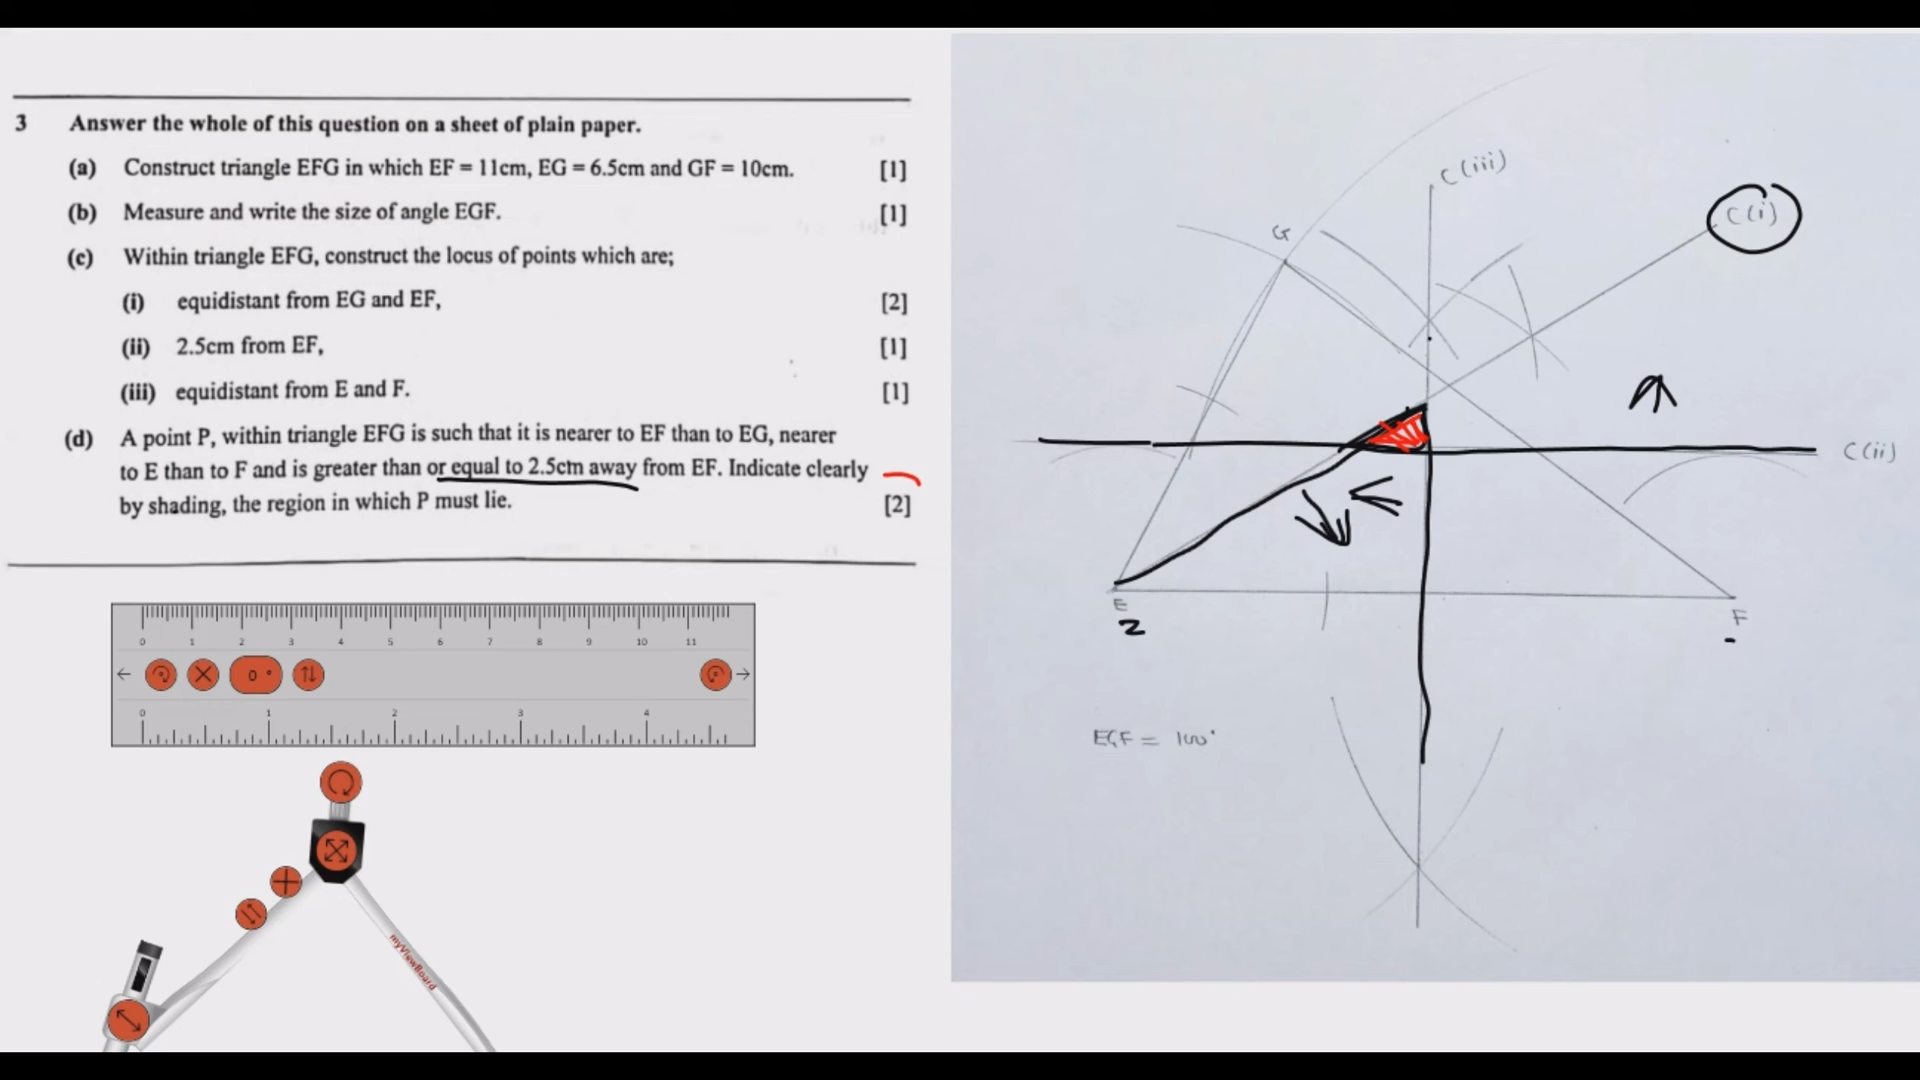 3 Answer the whole of this question on a sheet of plain paper.
(a) Construct triangle EFG in which EF = 11cm, EG = 6.5cm and GF = 10cm. [1]
(b) Measure and write the size of angle EGF. [1]
(c) Within triangle EFG, construct the locus of points which are;
(i) equidistant from EG and EF, [2]
(ii) 2.5cm from EF, [1]
(iii) equidistant from E and F. [1]
(d) A point P, within triangle EFG is such that it is nearer to EF than to EG, nearer
to E than to F and is greater than or equal to 2.5cm away from EF. Indicate clearly
by shading, the region in which P must lie. [2]
0 1 2 3 4 5 6 7 8 9 10 11
0 °
0 1 2 3 4
myViewBoard
C(iii)
C(i)
G
C(ii)
E
F
EGF = 100°